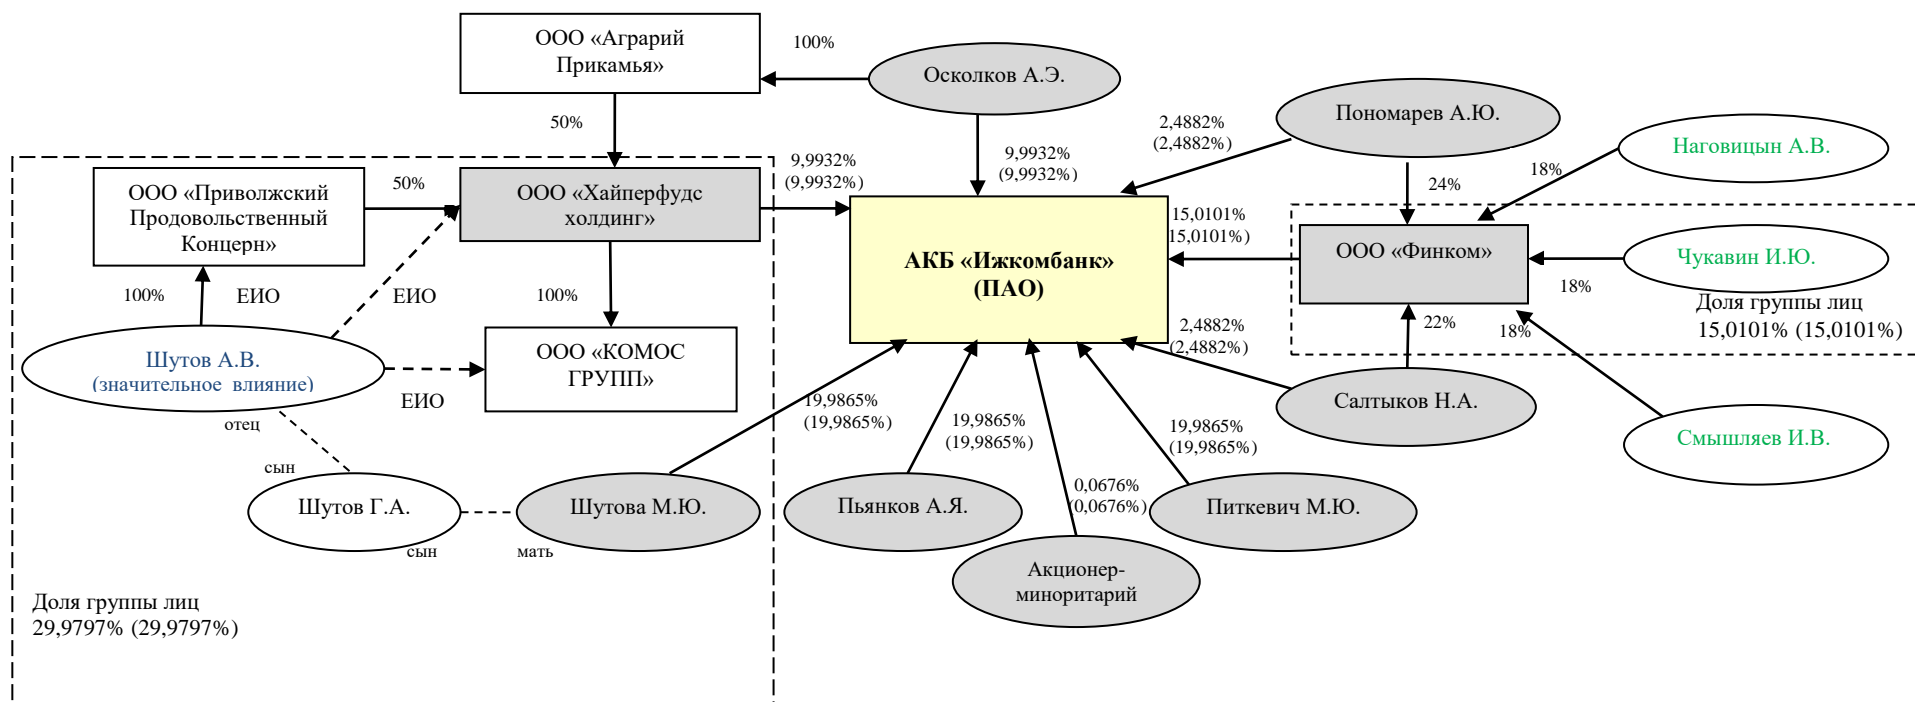 ООО «Аграрий
Прикамья»
100%
Осколков А.Э.
50%
Пономарев А.Ю.
2,4882%
(2,4882%)
Наговицын А.В.
18%
24%
ООО «Приволжский
Продовольственный
Концерн»
50%
ООО «Хайперфудс
холдинг»
9,9932%
(9,9932%)
9,9932%
(9,9932%)
15,0101%
15,0101%)
АКБ «Ижкомбанк»
(ПАО)
ООО «Финком»
Чукавин И.Ю.
18%
Доля группы лиц
15,0101% (15,0101%)
100%
ЕИО
ЕИО
100%
Шутов А.В.
(значительное влияние)
ООО «КОМОС
ГРУПП»
ЕИО
2,4882%
(2,4882%)
22%
18%
Салтыков Н.А.
Смышляев И.В.
19,9865%
(19,9865%)
19,9865%
(19,9865%)
19,9865%
(19,9865%)
отец
сын
Шутов Г.А.
сын
мать
Шутова М.Ю.
Пьянков А.Я.
0,0676%
(0,0676%)
Питкевич М.Ю.
Акционер-
миноритарий
Доля группы лиц
29,9797% (29,9797%)